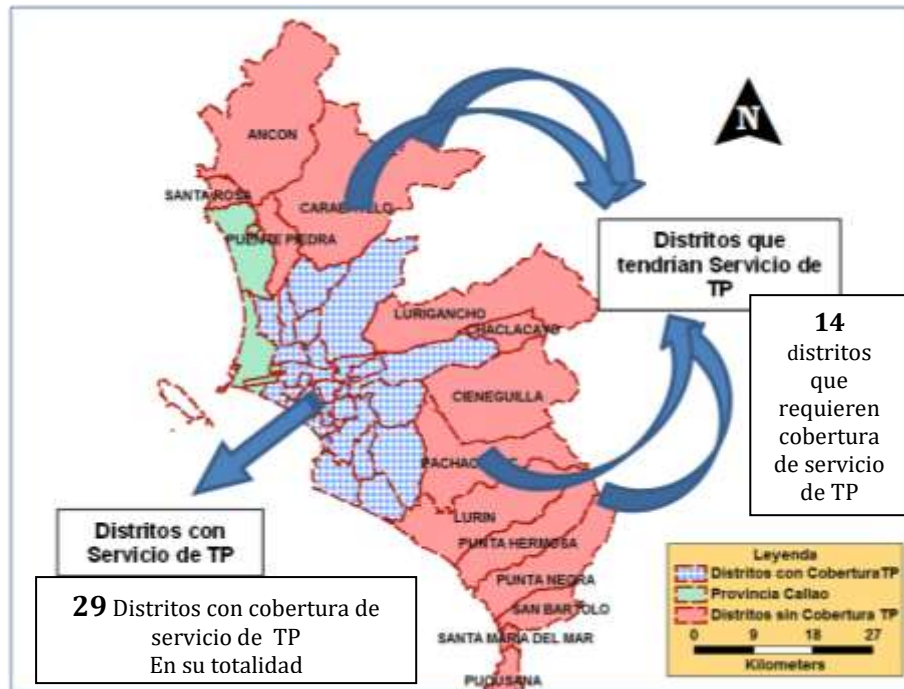 ANCON
N
SANTA ROSA
PUENTE PIEDRA
Distritos que
tendrían Servicio de
TP
LURIGANCHO
CHACLACAYO
14
distritos
que
requieren
cobertura
de servicio
de TP
CIENEGUILLA
LURIN
PUNTA HERMOSA
PUNTA NEGRA
SAN BARTOLO
SANTA MARIA DEL MAR
PUCUSANA
Distritos con
Servicio de TP
29 Distritos con cobertura de
servicio de TP
En su totalidad
Leyenda
Distritos con Cobertura TP
Provincia Callao
Distritos sin Cobertura TP
0 9 18 27
Kilometers